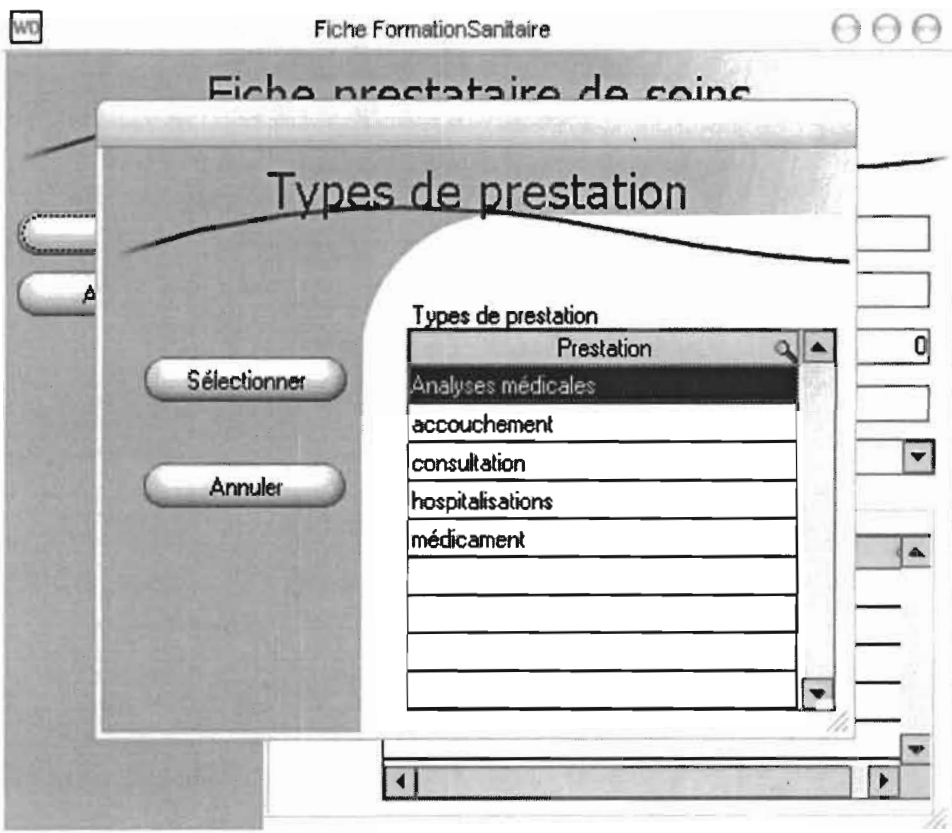 WD Fiche FormationSanitaire
Fiche prestataire de soins
Types de prestation
A
Types de prestation
Prestation
0
Sélectionner
Analyses médicales
accouchement
consultation
Annuler
hospitalisations
médicament